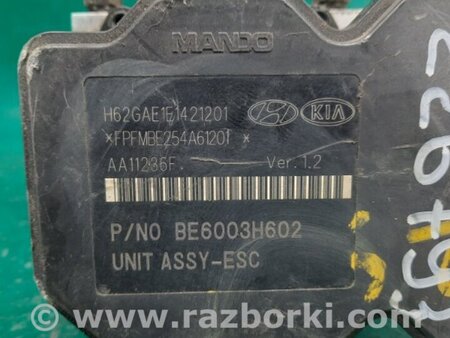 MANDO
H62GAE1E1421201
KIA
*FPFMBE254A61201 *
AA11236F. Ver.1.2
P/NO BE6003H602
UNIT ASSY-ESC
www.razborki.com